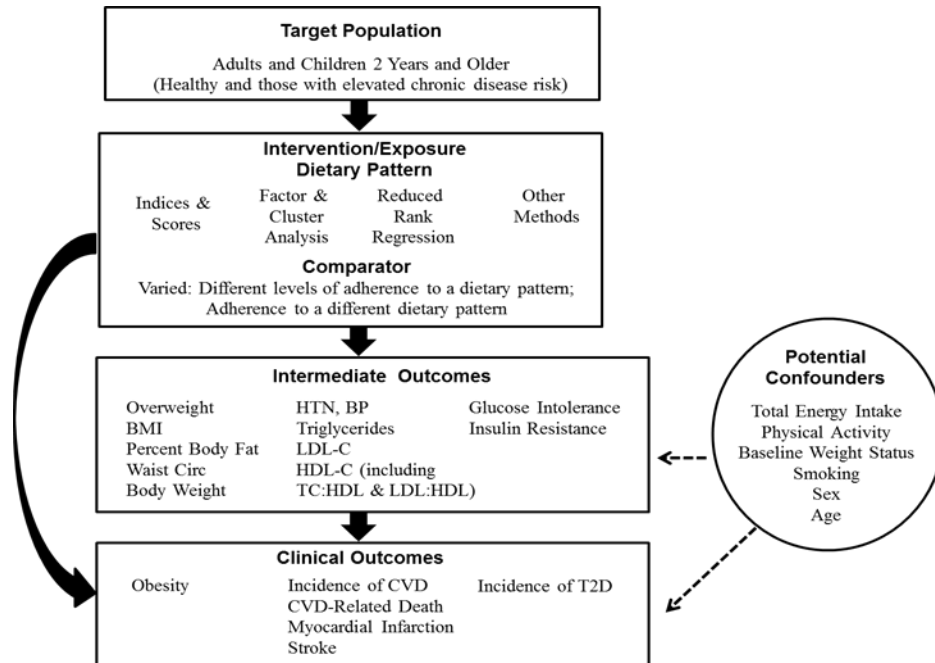 Target Population
Adults and Children 2 Years and Older
(Healthy and those with elevated chronic disease risk)
Intervention/Exposure
Dietary Pattern
Indices &
Scores
Factor &
Cluster
Analysis
Reduced
Rank
Regression
Other
Methods
Comparator
Varied: Different levels of adherence to a dietary pattern;
Adherence to a different dietary pattern
Intermediate Outcomes
Overweight
BMI
Percent Body Fat
Waist Circ
Body Weight
HTN, BP
Triglycerides
LDL-C
HDL-C (including
TC:HDL & LDL:HDL)
Glucose Intolerance
Insulin Resistance
Potential
Confounders
Total Energy Intake
Physical Activity
Baseline Weight Status
Smoking
Sex
Age
Clinical Outcomes
Obesity
Incidence of CVD
CVD-Related Death
Myocardial Infarction
Stroke
Incidence of T2D